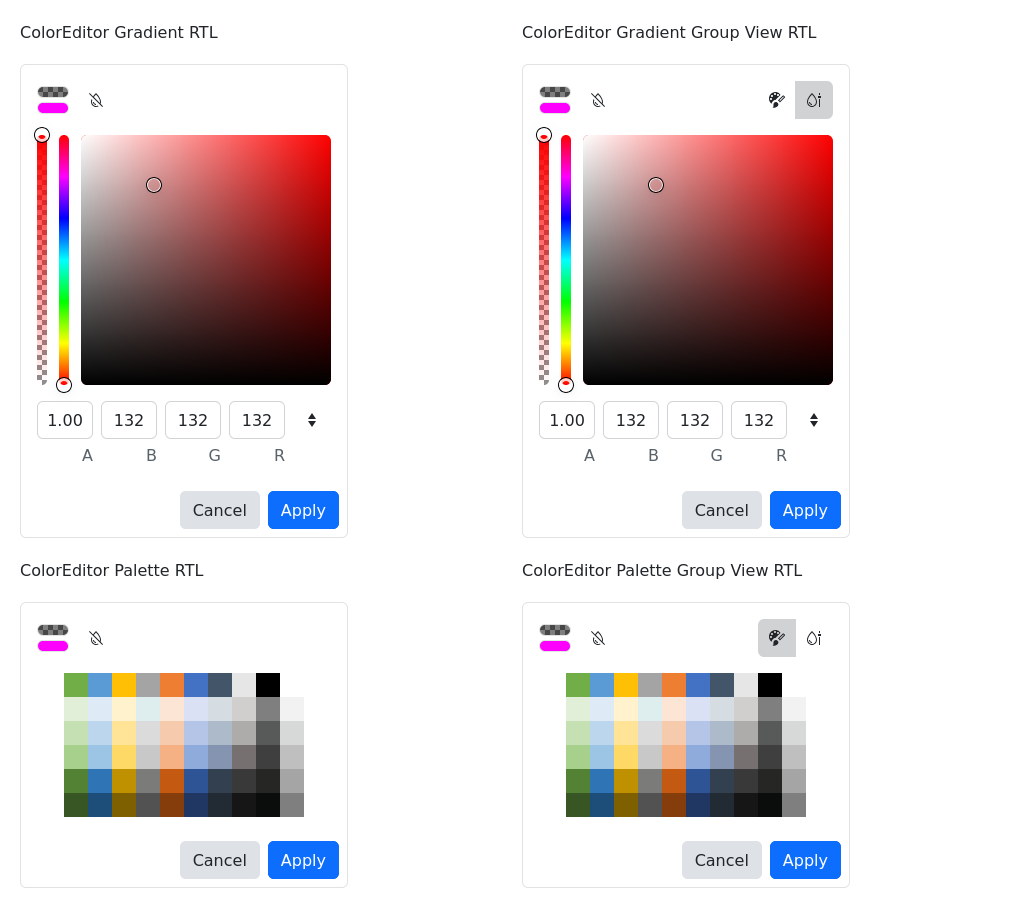 ColorEditor Gradient RTL
1.00 132 132 132
A B G R
Cancel Apply
ColorEditor Gradient Group View RTL
1.00 132 132 132
A B G R
Cancel Apply
ColorEditor Palette RTL
Cancel Apply
ColorEditor Palette Group View RTL
Cancel Apply